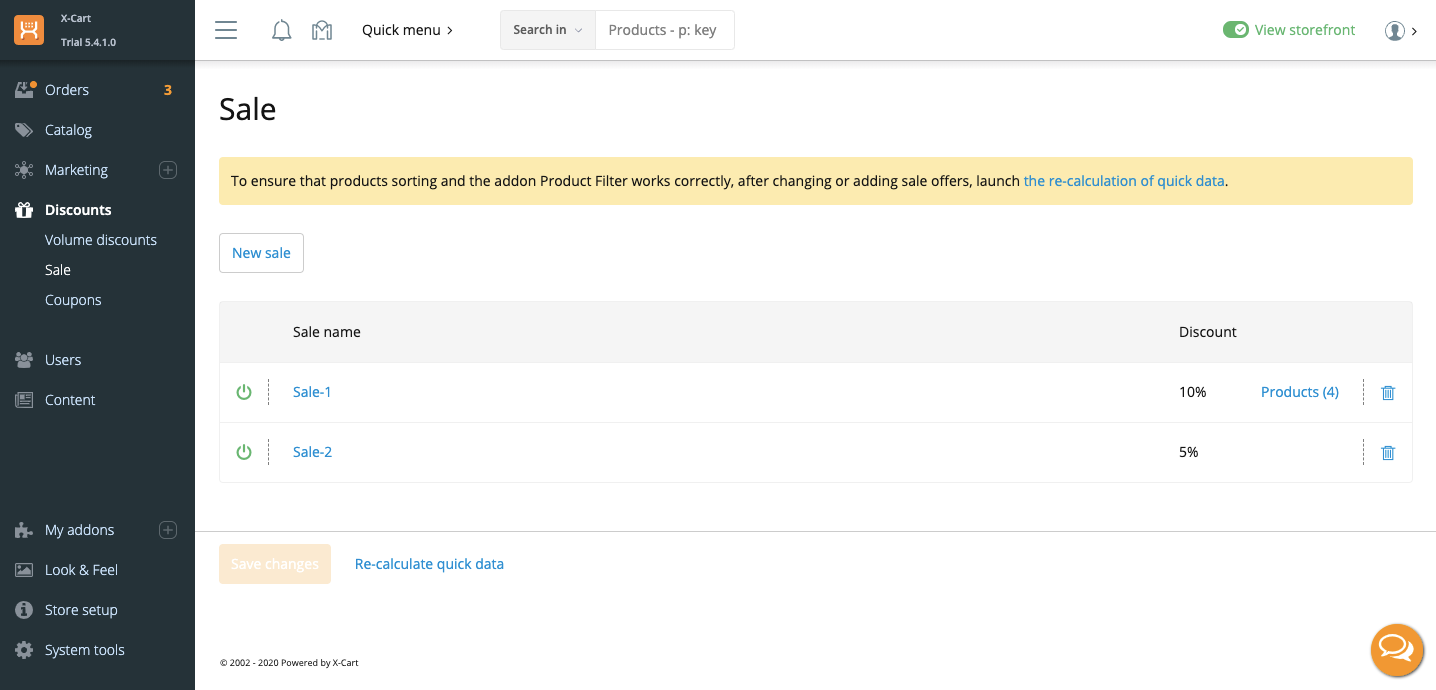 X-Cart
Trial 5.4.1.0
Quick menu
Search in
Products - p: key
View storefront
Orders 3
Catalog
Marketing
Discounts
Volume discounts
Sale
Coupons
Users
Content
My addons
Look & Feel
Store setup
System tools
Sale
To ensure that products sorting and the addon Product Filter works correctly, after changing or adding sale offers, launch the re-calculation of quick data.
New sale
Sale name Discount
Sale-1 10% Products (4)
Sale-2 5%
Save changes Re-calculate quick data
© 2002 - 2020 Powered by X-Cart